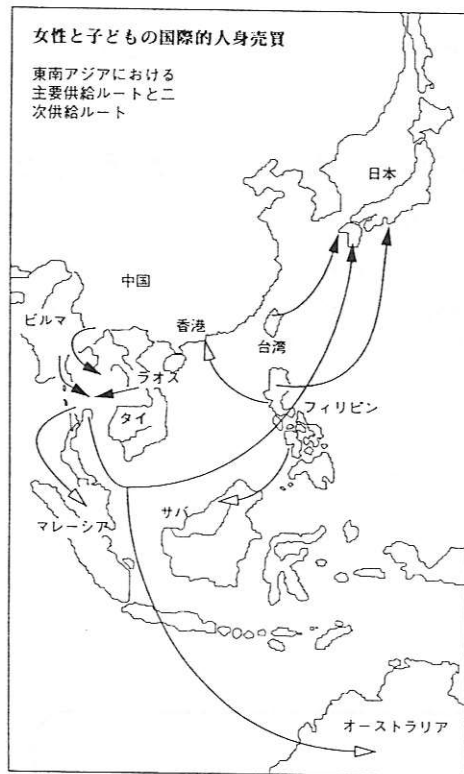 女性と子どもの国際的人身売買
東南アジアにおける
主要供給ルートと二
次供給ルート
日本
中国
ビルマ
香港
台湾
ラオス
タイ
フィリピン
マレーシア
サバ
オーストラリア